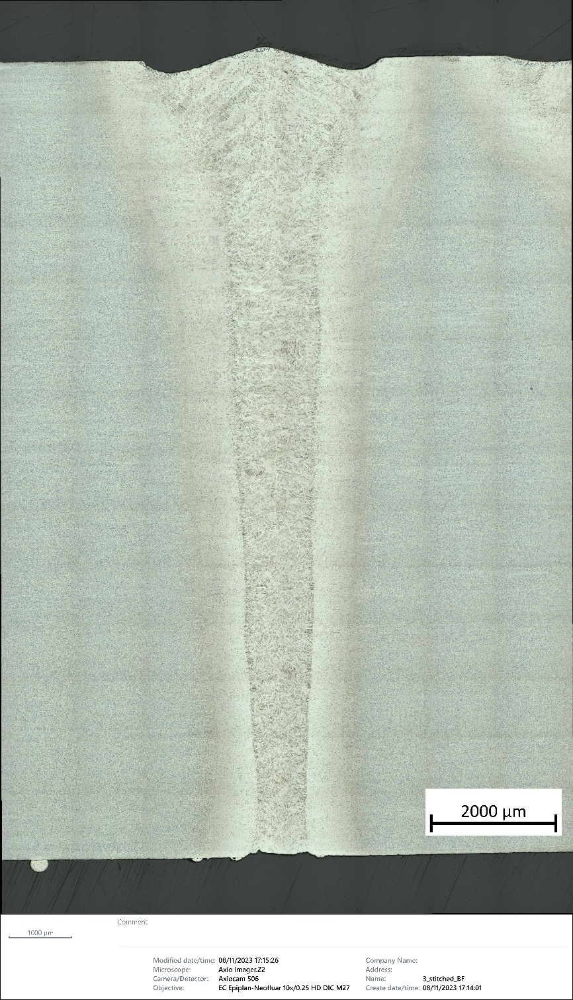 2000 µm
Comment
1000 µm
Modified date/time: 08/11/2023 17:15:26
Microscope: Axio Imager.Z2
Camera/Detector: Axiocam 506
Objective: EC Epiplan-Neofluar 10x/0.25 HD DIC M27
Company Name:
Address:
Name: 3_stitched_BF
Create date/time: 08/11/2023 17:14:01